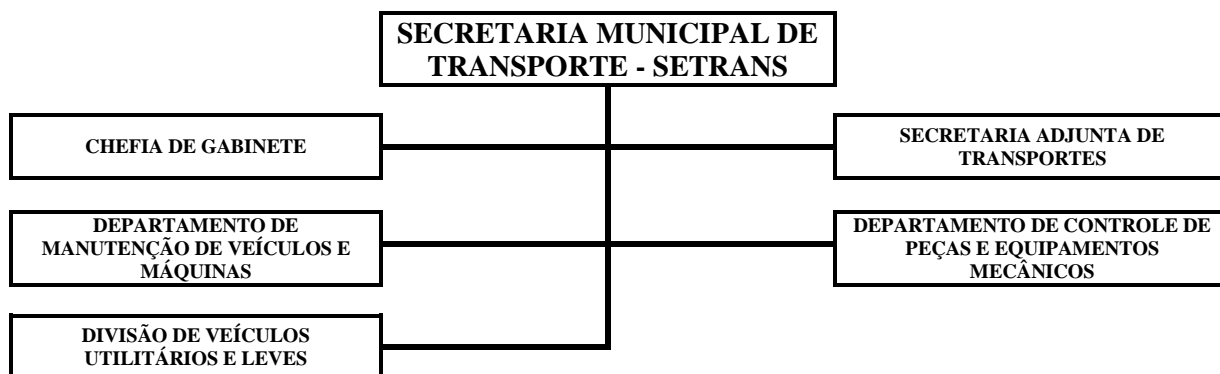 SECRETARIA MUNICIPAL DE
TRANSPORTE - SETRANS
CHEFIA DE GABINETE
SECRETARIA ADJUNTA DE
TRANSPORTES
DEPARTAMENTO DE
MANUTENÇÃO DE VEÍCULOS E
MÁQUINAS
DEPARTAMENTO DE CONTROLE DE
PEÇAS E EQUIPAMENTOS
MECÂNICOS
DIVISÃO DE VEÍCULOS
UTILITÁRIOS E LEVES